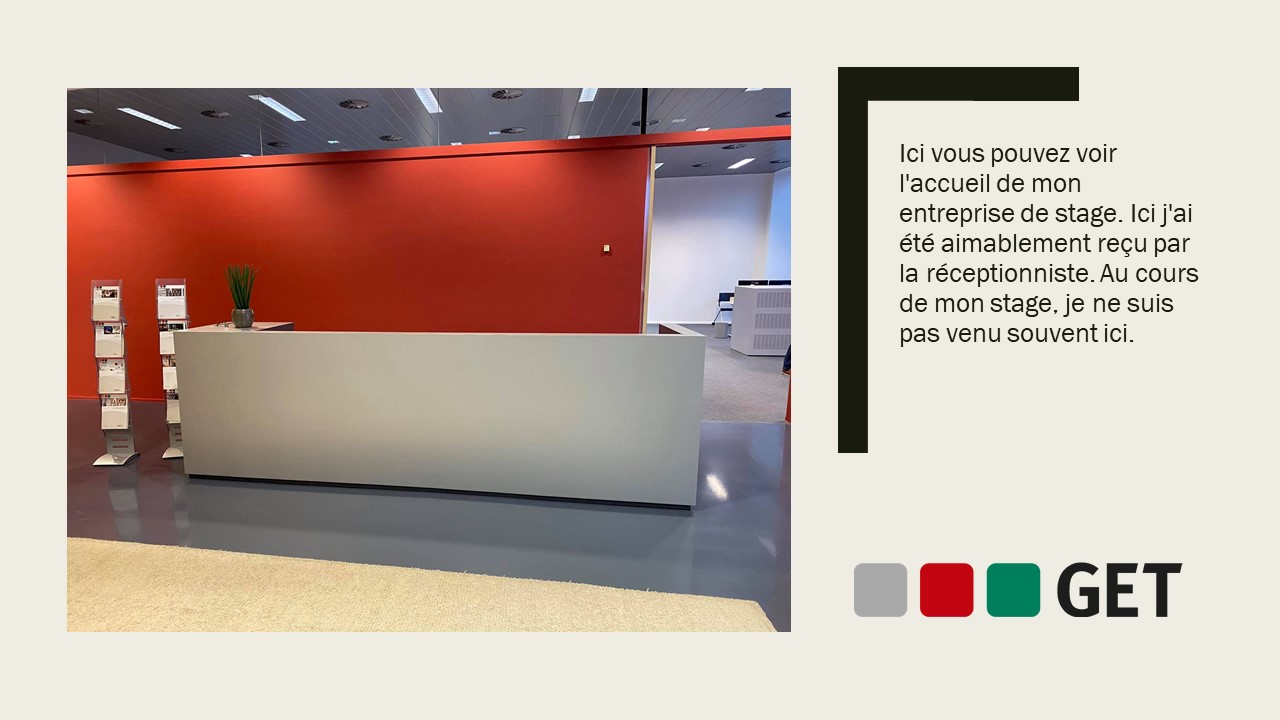 Ici vous pouvez voir
l'accueil de mon
entreprise de stage. Ici j'ai
été aimablement reçu par
la réceptionniste. Au cours
de mon stage, je ne suis
pas venu souvent ici.
GET